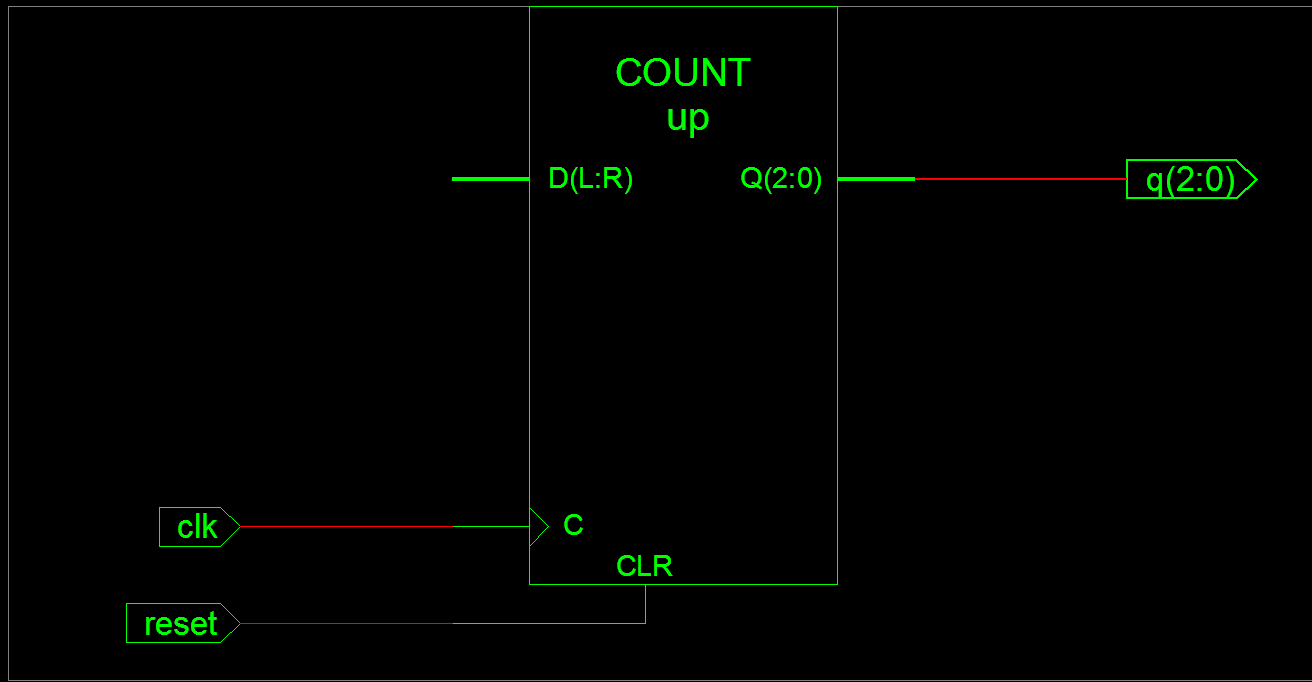 COUNT
up
D(L:R)
Q(2:0)
q(2:0)
clk
C
CLR
reset